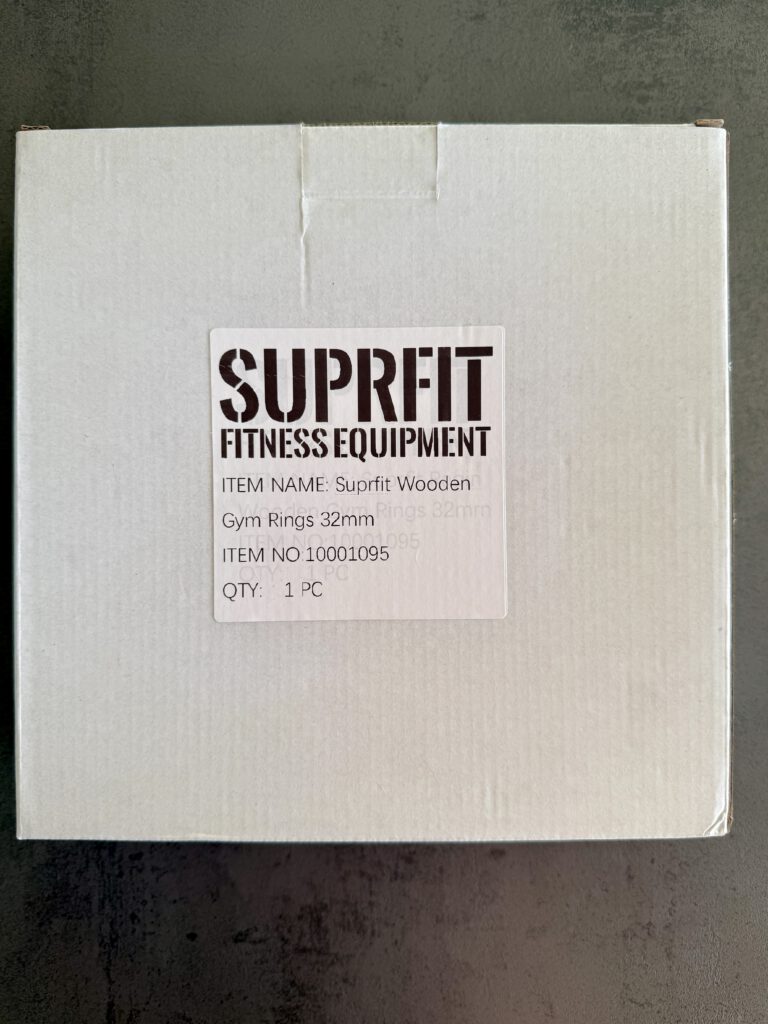 SUPRFIT
FITNESS EQUIPMENT
ITEM NAME: Suprfit Wooden
Gym Rings 32mm
ITEM NO 10001095
QTY: 1 PC